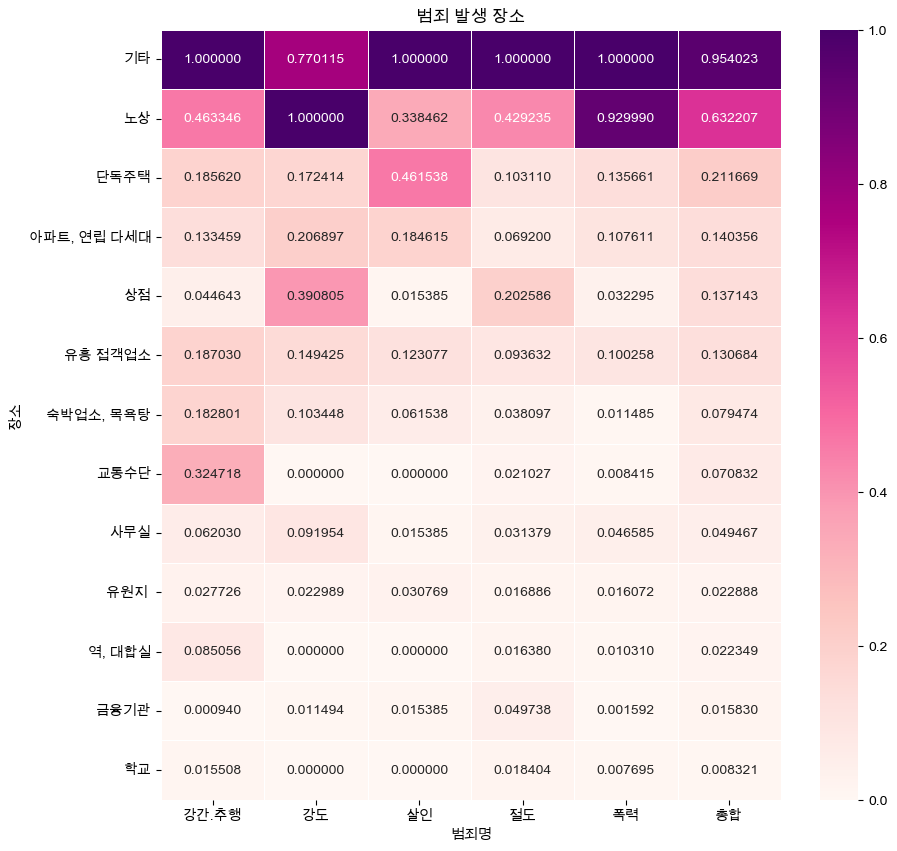 범죄 발생 장소
기타 1.000000 0.770115 1.000000 1.000000 1.000000 0.954023
노상 0.463346 1.000000 0.338462 0.429235 0.929990 0.632207
단독주택 0.185620 0.172414 0.461538 0.103110 0.135661 0.211669
아파트, 연립 다세대 0.133459 0.206897 0.184615 0.069200 0.107611 0.140356
상점 0.044643 0.390805 0.015385 0.202586 0.032295 0.137143
유흥 접객업소 0.187030 0.149425 0.123077 0.093632 0.100258 0.130684
숙박업소, 목욕탕 0.182801 0.103448 0.061538 0.038097 0.011485 0.079474
교통수단 0.324718 0.000000 0.000000 0.021027 0.008415 0.070832
사무실 0.062030 0.091954 0.015385 0.031379 0.046585 0.049467
유원지 0.027726 0.022989 0.030769 0.016886 0.016072 0.022888
역, 대합실 0.085056 0.000000 0.000000 0.016380 0.010310 0.022349
금융기관 0.000940 0.011494 0.015385 0.049738 0.001592 0.015830
학교 0.015508 0.000000 0.000000 0.018404 0.007695 0.008321
강간.추행 강도 살인 절도 폭력 총합
범죄명
장소
1.0
0.8
0.6
0.4
0.2
0.0